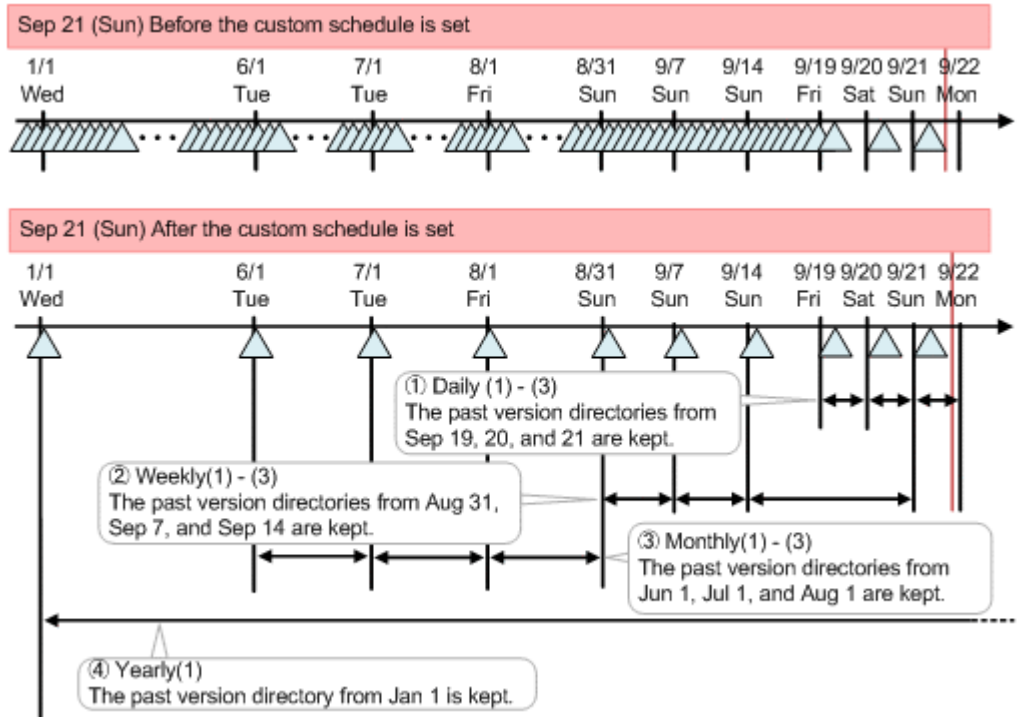 Sep 21 (Sun) Before the custom schedule is set
1/1 6/1 7/1 8/1 8/31 9/7 9/14 9/19 9/20 9/21 9/22
Wed Tue Tue Fri Sun Sun Sun Fri Sat Sun Mon
Sep 21 (Sun) After the custom schedule is set
1/1 6/1 7/1 8/1 8/31 9/7 9/14 9/19 9/20 9/21 9/22
Wed Tue Tue Fri Sun Sun Sun Fri Sat Sun Mon
① Daily (1) - (3)
The past version directories from
Sep 19, 20, and 21 are kept.
② Weekly(1) - (3)
The past version directories from Aug 31,
Sep 7, and Sep 14 are kept.
③ Monthly(1) - (3)
The past version directories from
Jun 1, Jul 1, and Aug 1 are kept.
④ Yearly(1)
The past version directory from Jan 1 is kept.